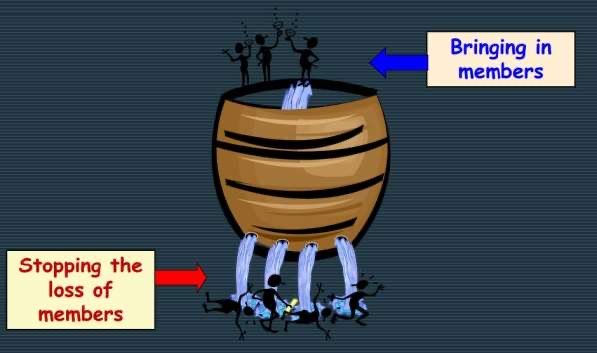 Bringing in
members
Stopping the
loss of
members